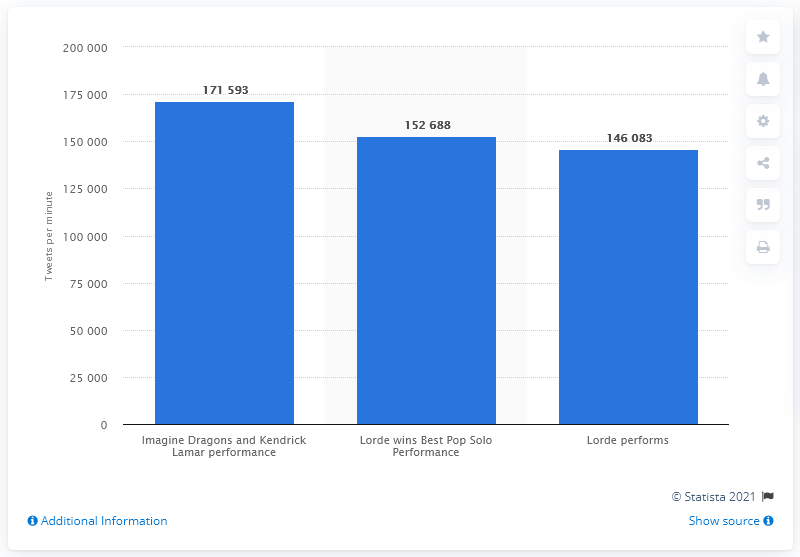 200 000
175 000
150 000
125 000
100 000
75 000
50 000
25 000
0
Tweets per minute
171 593
152 688
146 083
Imagine Dragons and Kendrick
Lamar performance
Lorde wins Best Pop Solo
Performance
Lorde performs
© Statista 2021
Additional Information
Show source